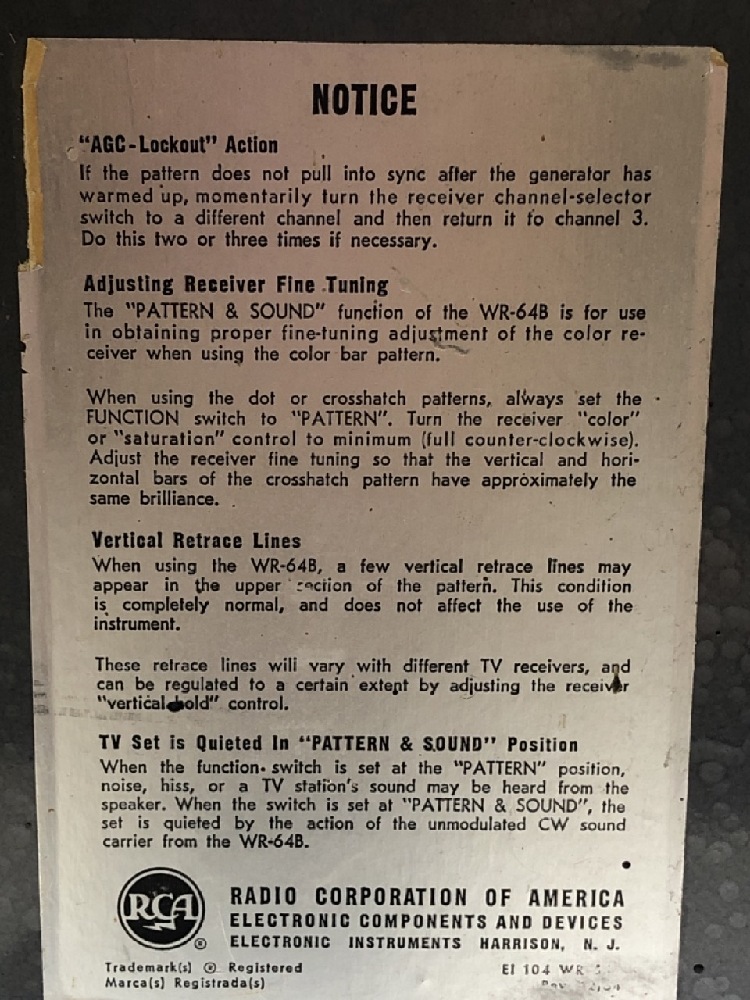 NOTICE
"AGC-Lockout" Action
If the pattern does not pull into sync after the generator has
warmed up, momentarily turn the receiver channel-selector
switch to a different channel and then return it to channel 3.
Do this two or three times if necessary.
Adjusting Receiver Fine Tuning
The "PATTERN & SOUND" function of the WR-64B is for use
in obtaining proper fine-tuning adjustment of the color re-
ceiver when using the color bar pattern.
When using the dot or crosshatch patterns, always set the
FUNCTION switch to "PATTERN". Turn the receiver "color"
or "saturation" control to minimum (full counter-clockwise).
Adjust the receiver fine tuning so that the vertical and hori-
zontal bars of the crosshatch pattern have approximately the
same brilliance.
Vertical Retrace Lines
When using the WR-64B, a few vertical retrace lines may
appear in the upper section of the pattern. This condition
is completely normal, and does not affect the use of the
instrument.
These retrace lines will vary with different TV receivers, and
can be regulated to a certain extent by adjusting the receiver
"vertical hold" control.
TV Set is Quieted In "PATTERN & SOUND" Position
When the function switch is set at the "PATTERN" position,
noise, hiss, or a TV station's sound may be heard from the
speaker. When the switch is set at "PATTERN & SOUND", the
set is quieted by the action of the unmodulated CW sound
carrier from the WR-64B.
RCA ®
RADIO CORPORATION OF AMERICA
ELECTRONIC COMPONENTS AND DEVICES
ELECTRONIC INSTRUMENTS HARRISON, N. J.
Trademark(s) ® Registered
Marca(s) Registrada(s)
EI 104 WR